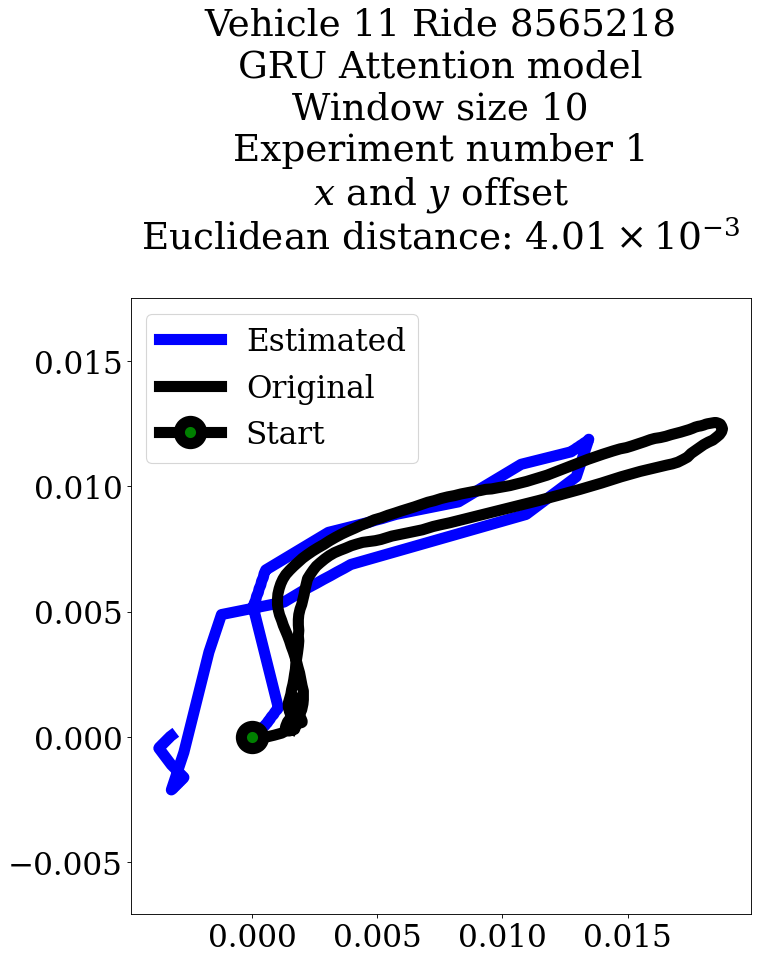 Vehicle 11 Ride 8565218
GRU Attention model
Window size 10
Experiment number 1
x and y offset
Euclidean distance: 4.01 × 10⁻³
Estimated
Original
Start
0.015
0.010
0.005
0.000
−0.005
0.000 0.005 0.010 0.015